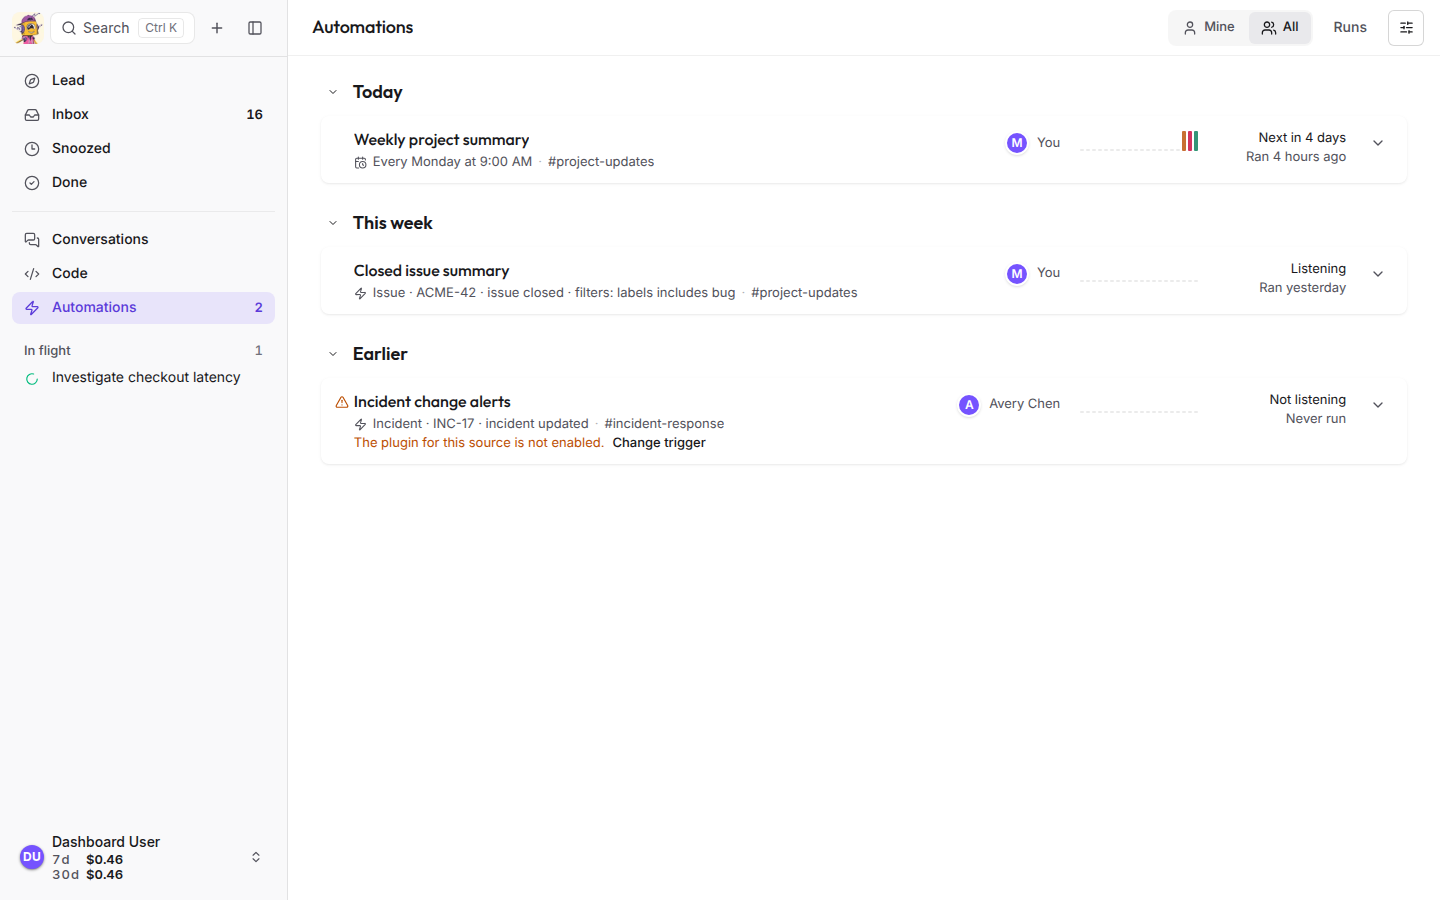 Search Ctrl K
Automations
Mine All Runs
Lead
Inbox 16
Snoozed
Done
Conversations
Code
Automations 2
In flight 1
Investigate checkout latency
Today
Weekly project summary
Every Monday at 9:00 AM · #project-updates
M You
Next in 4 days
Ran 4 hours ago
This week
Closed issue summary
Issue · ACME-42 · issue closed · filters: labels includes bug · #project-updates
M You
Listening
Ran yesterday
Earlier
Incident change alerts
Incident · INC-17 · incident updated · #incident-response
The plugin for this source is not enabled. Change trigger
A Avery Chen
Not listening
Never run
DU Dashboard User
7d $0.46
30d $0.46